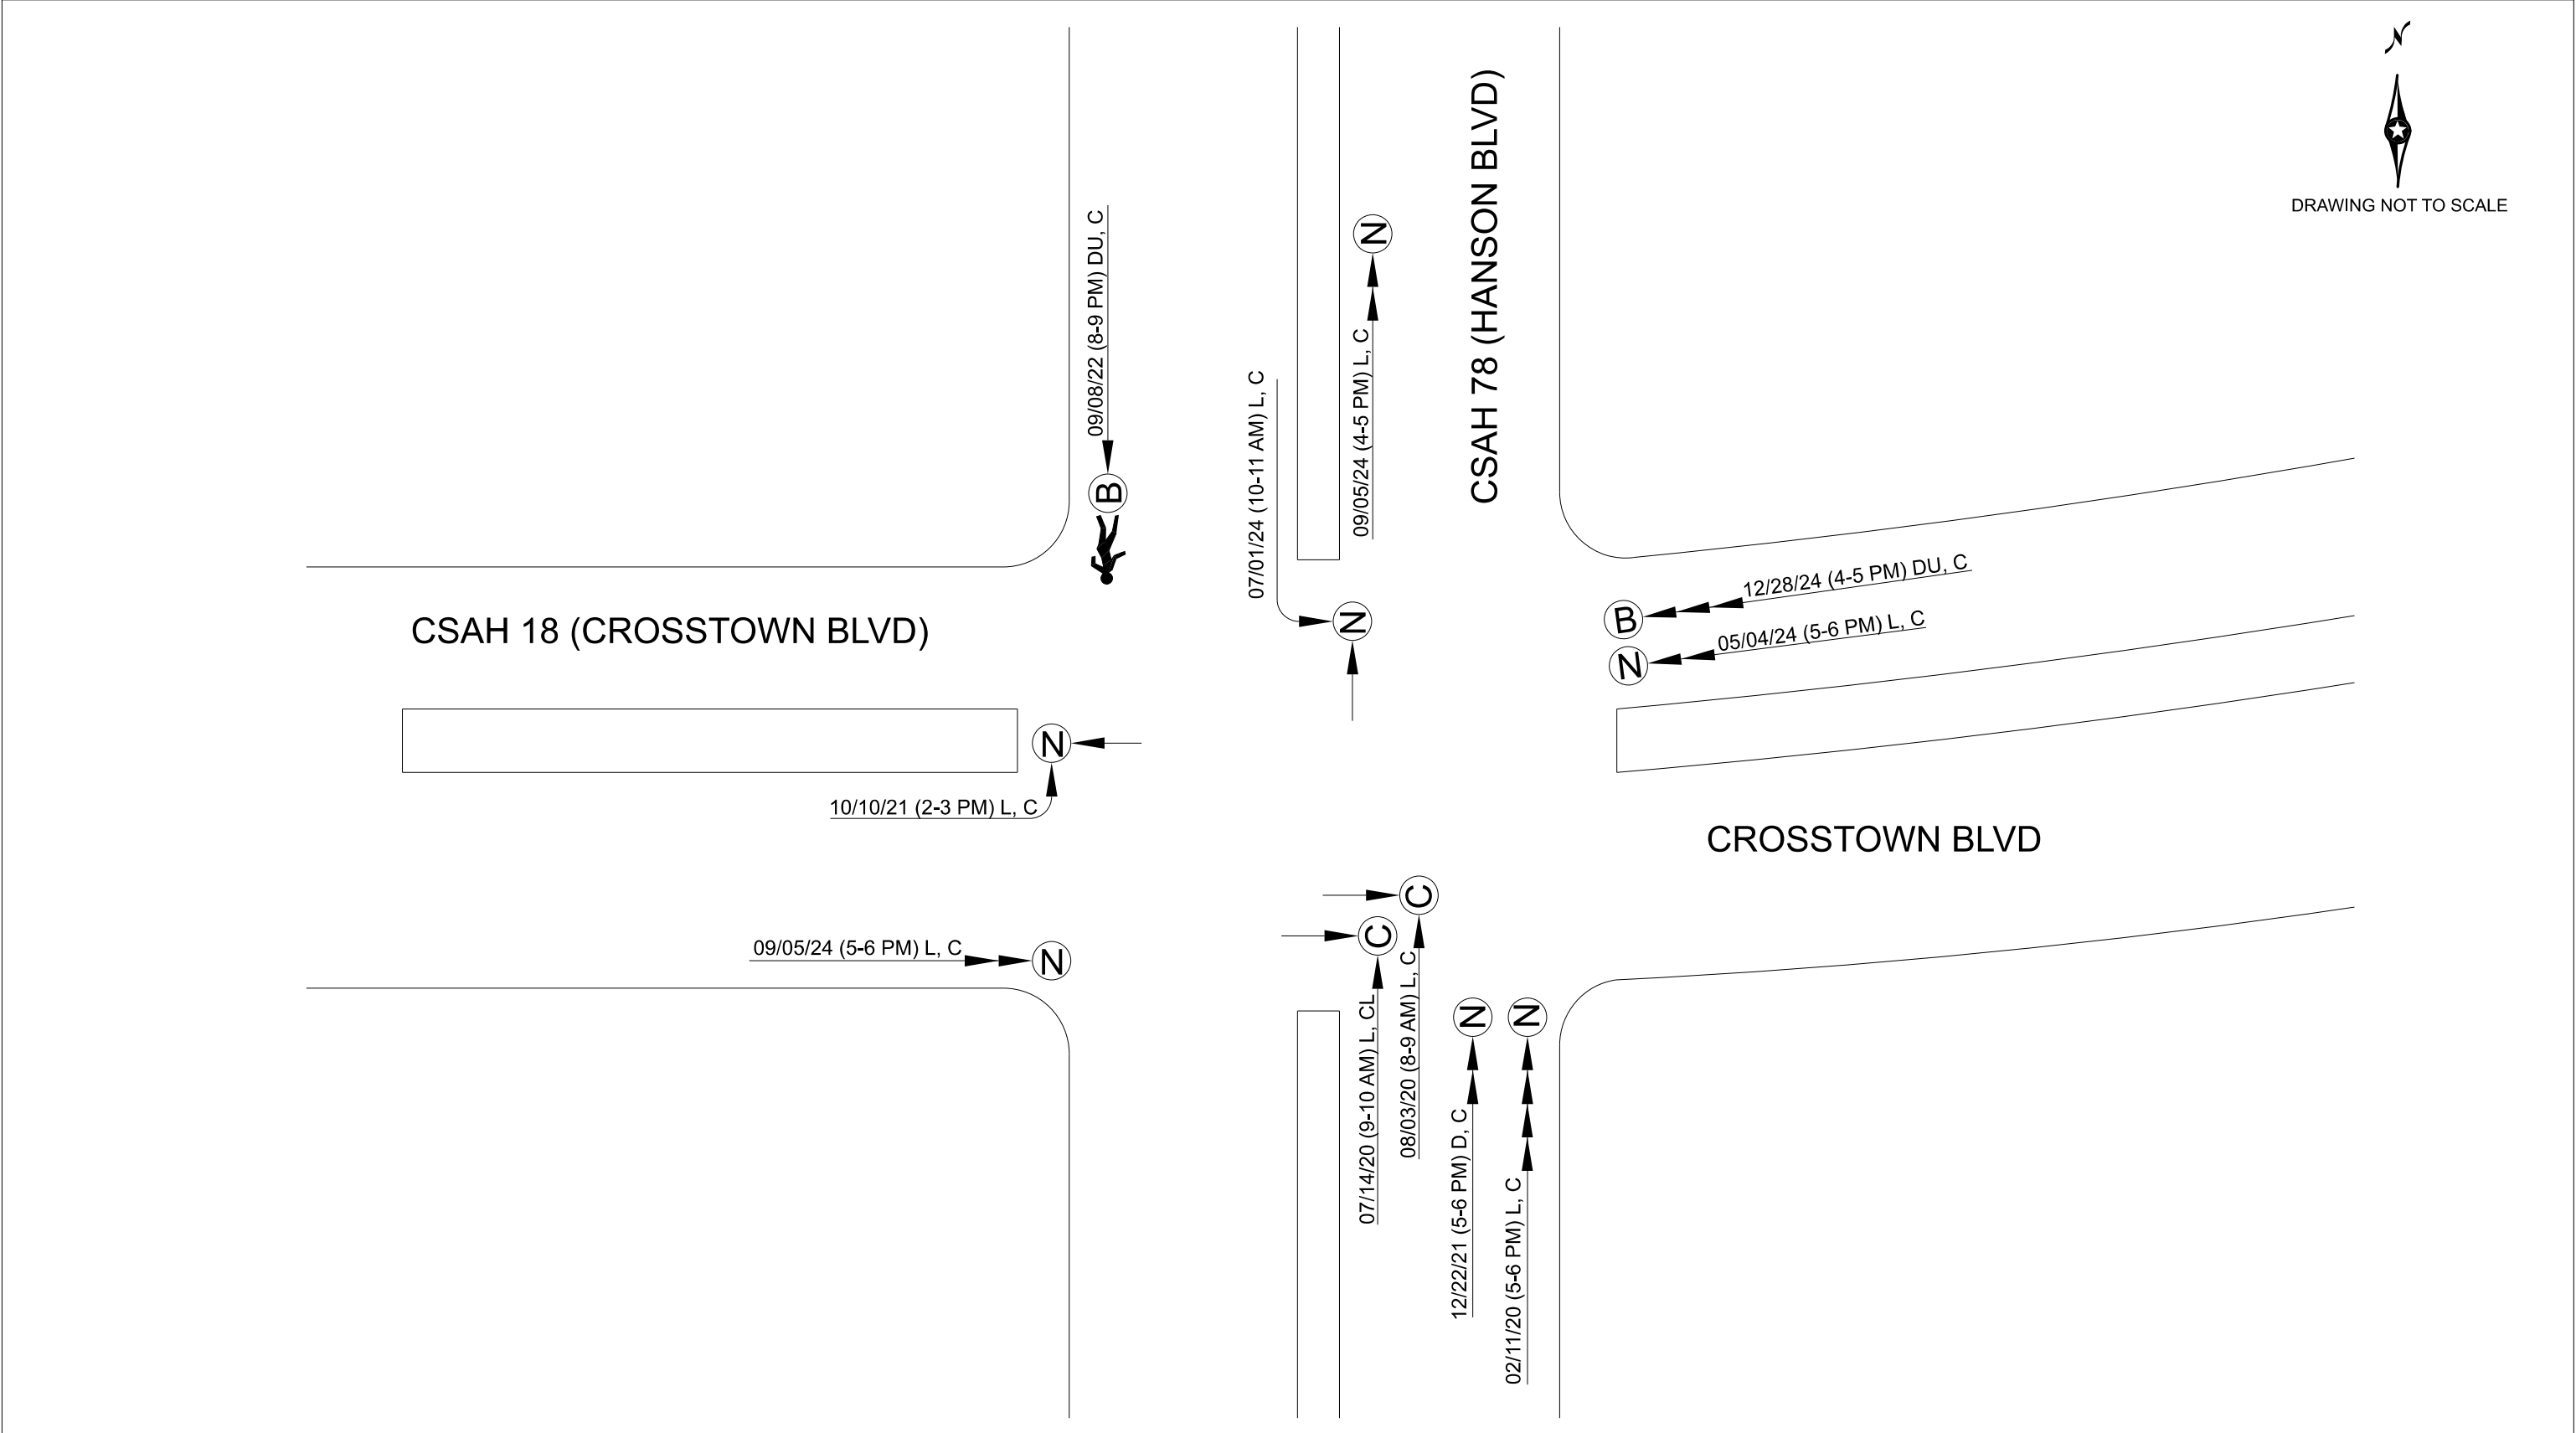 N
DRAWING NOT TO SCALE
CSAH 78 (HANSON BLVD)
09/08/22 (8-9 PM) DU, C
B
N
09/05/24 (4-5 PM) L, C
07/01/24 (10-11 AM) L, C
N
CSAH 18 (CROSSTOWN BLVD)
12/28/24 (4-5 PM) DU, C
B
05/04/24 (5-6 PM) L, C
N
N
10/10/21 (2-3 PM) L, C
CROSSTOWN BLVD
09/05/24 (5-6 PM) L, C
N
C
C
07/14/20 (9-10 AM) L, CL
08/03/20 (8-9 AM) L, C
N
N
12/22/21 (5-6 PM) D, C
02/11/20 (5-6 PM) L, C